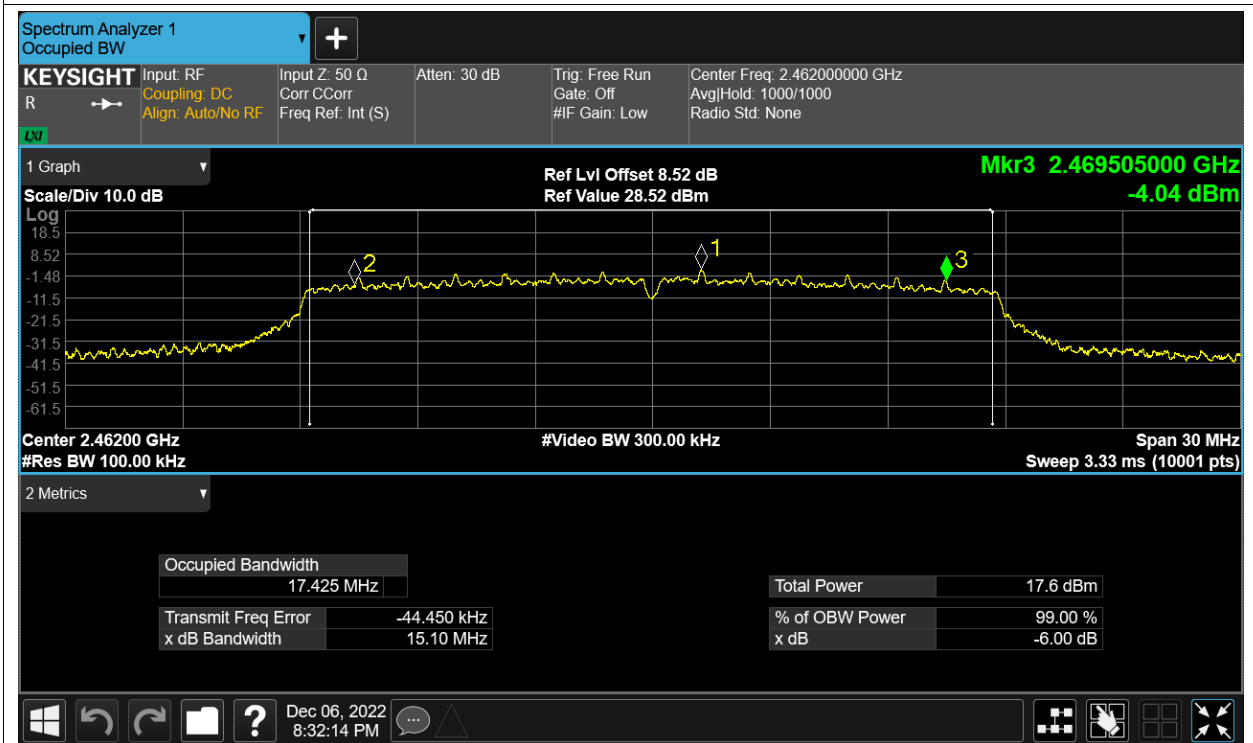 Spectrum Analyzer 1
Occupied BW
▼
+
KEYSIGHT
R
LXI
Input: RF
Coupling: DC
Align: Auto/No RF
Input Z: 50 Ω
Corr CCorr
Freq Ref: Int (S)
Atten: 30 dB
Trig: Free Run
Gate: Off
#IF Gain: Low
Center Freq: 2.462000000 GHz
Avg|Hold: 1000/1000
Radio Std: None
1 Graph ▼
Ref Lvl Offset 8.52 dB
Mkr3 2.469505000 GHz
Scale/Div 10.0 dB
Ref Value 28.52 dBm
-4.04 dBm
Log
18.5
8.52
-1.48
-11.5
-21.5
-31.5
-41.5
-51.5
-61.5
2
1
3
Center 2.46200 GHz
#Video BW 300.00 kHz
Span 30 MHz
#Res BW 100.00 kHz
Sweep 3.33 ms (10001 pts)
2 Metrics ▼
Occupied Bandwidth
17.425 MHz
Total Power 17.6 dBm
Transmit Freq Error -44.450 kHz
% of OBW Power 99.00 %
x dB Bandwidth 15.10 MHz
x dB -6.00 dB
?
Dec 06, 2022
8:32:14 PM